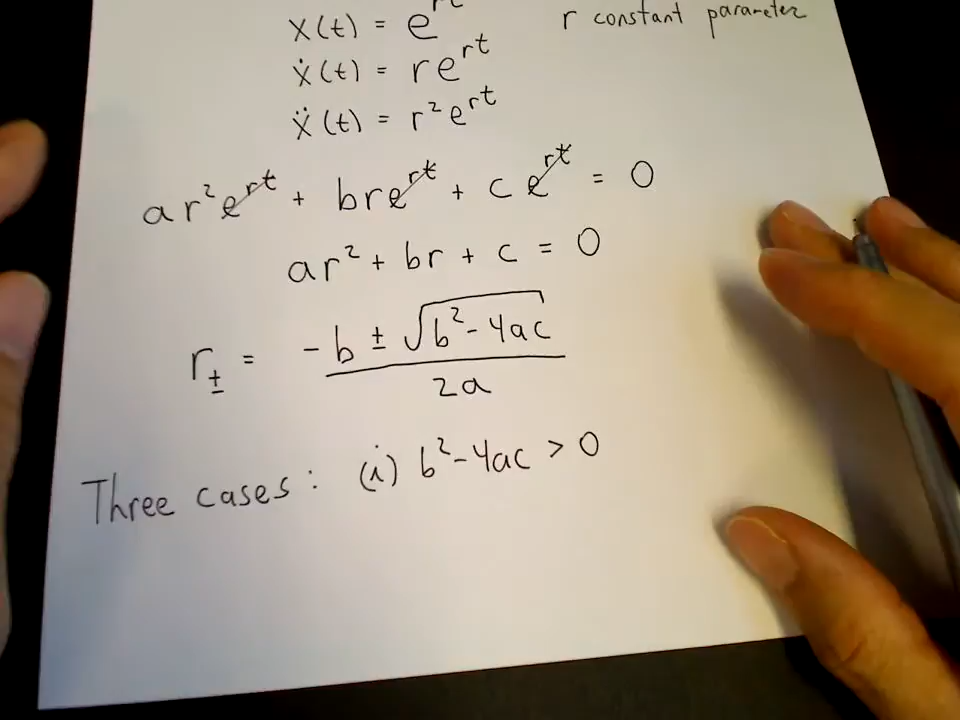 x(t) = e^{rt} r constant parameter
ẋ(t) = re^{rt}
ẍ(t) = r²e^{rt}
ar²e^{rt} + bre^{rt} + ce^{rt} = 0
ar² + br + c = 0
r_± = (-b ± √(b² - 4ac)) / 2a
Three cases: (i) b² - 4ac > 0